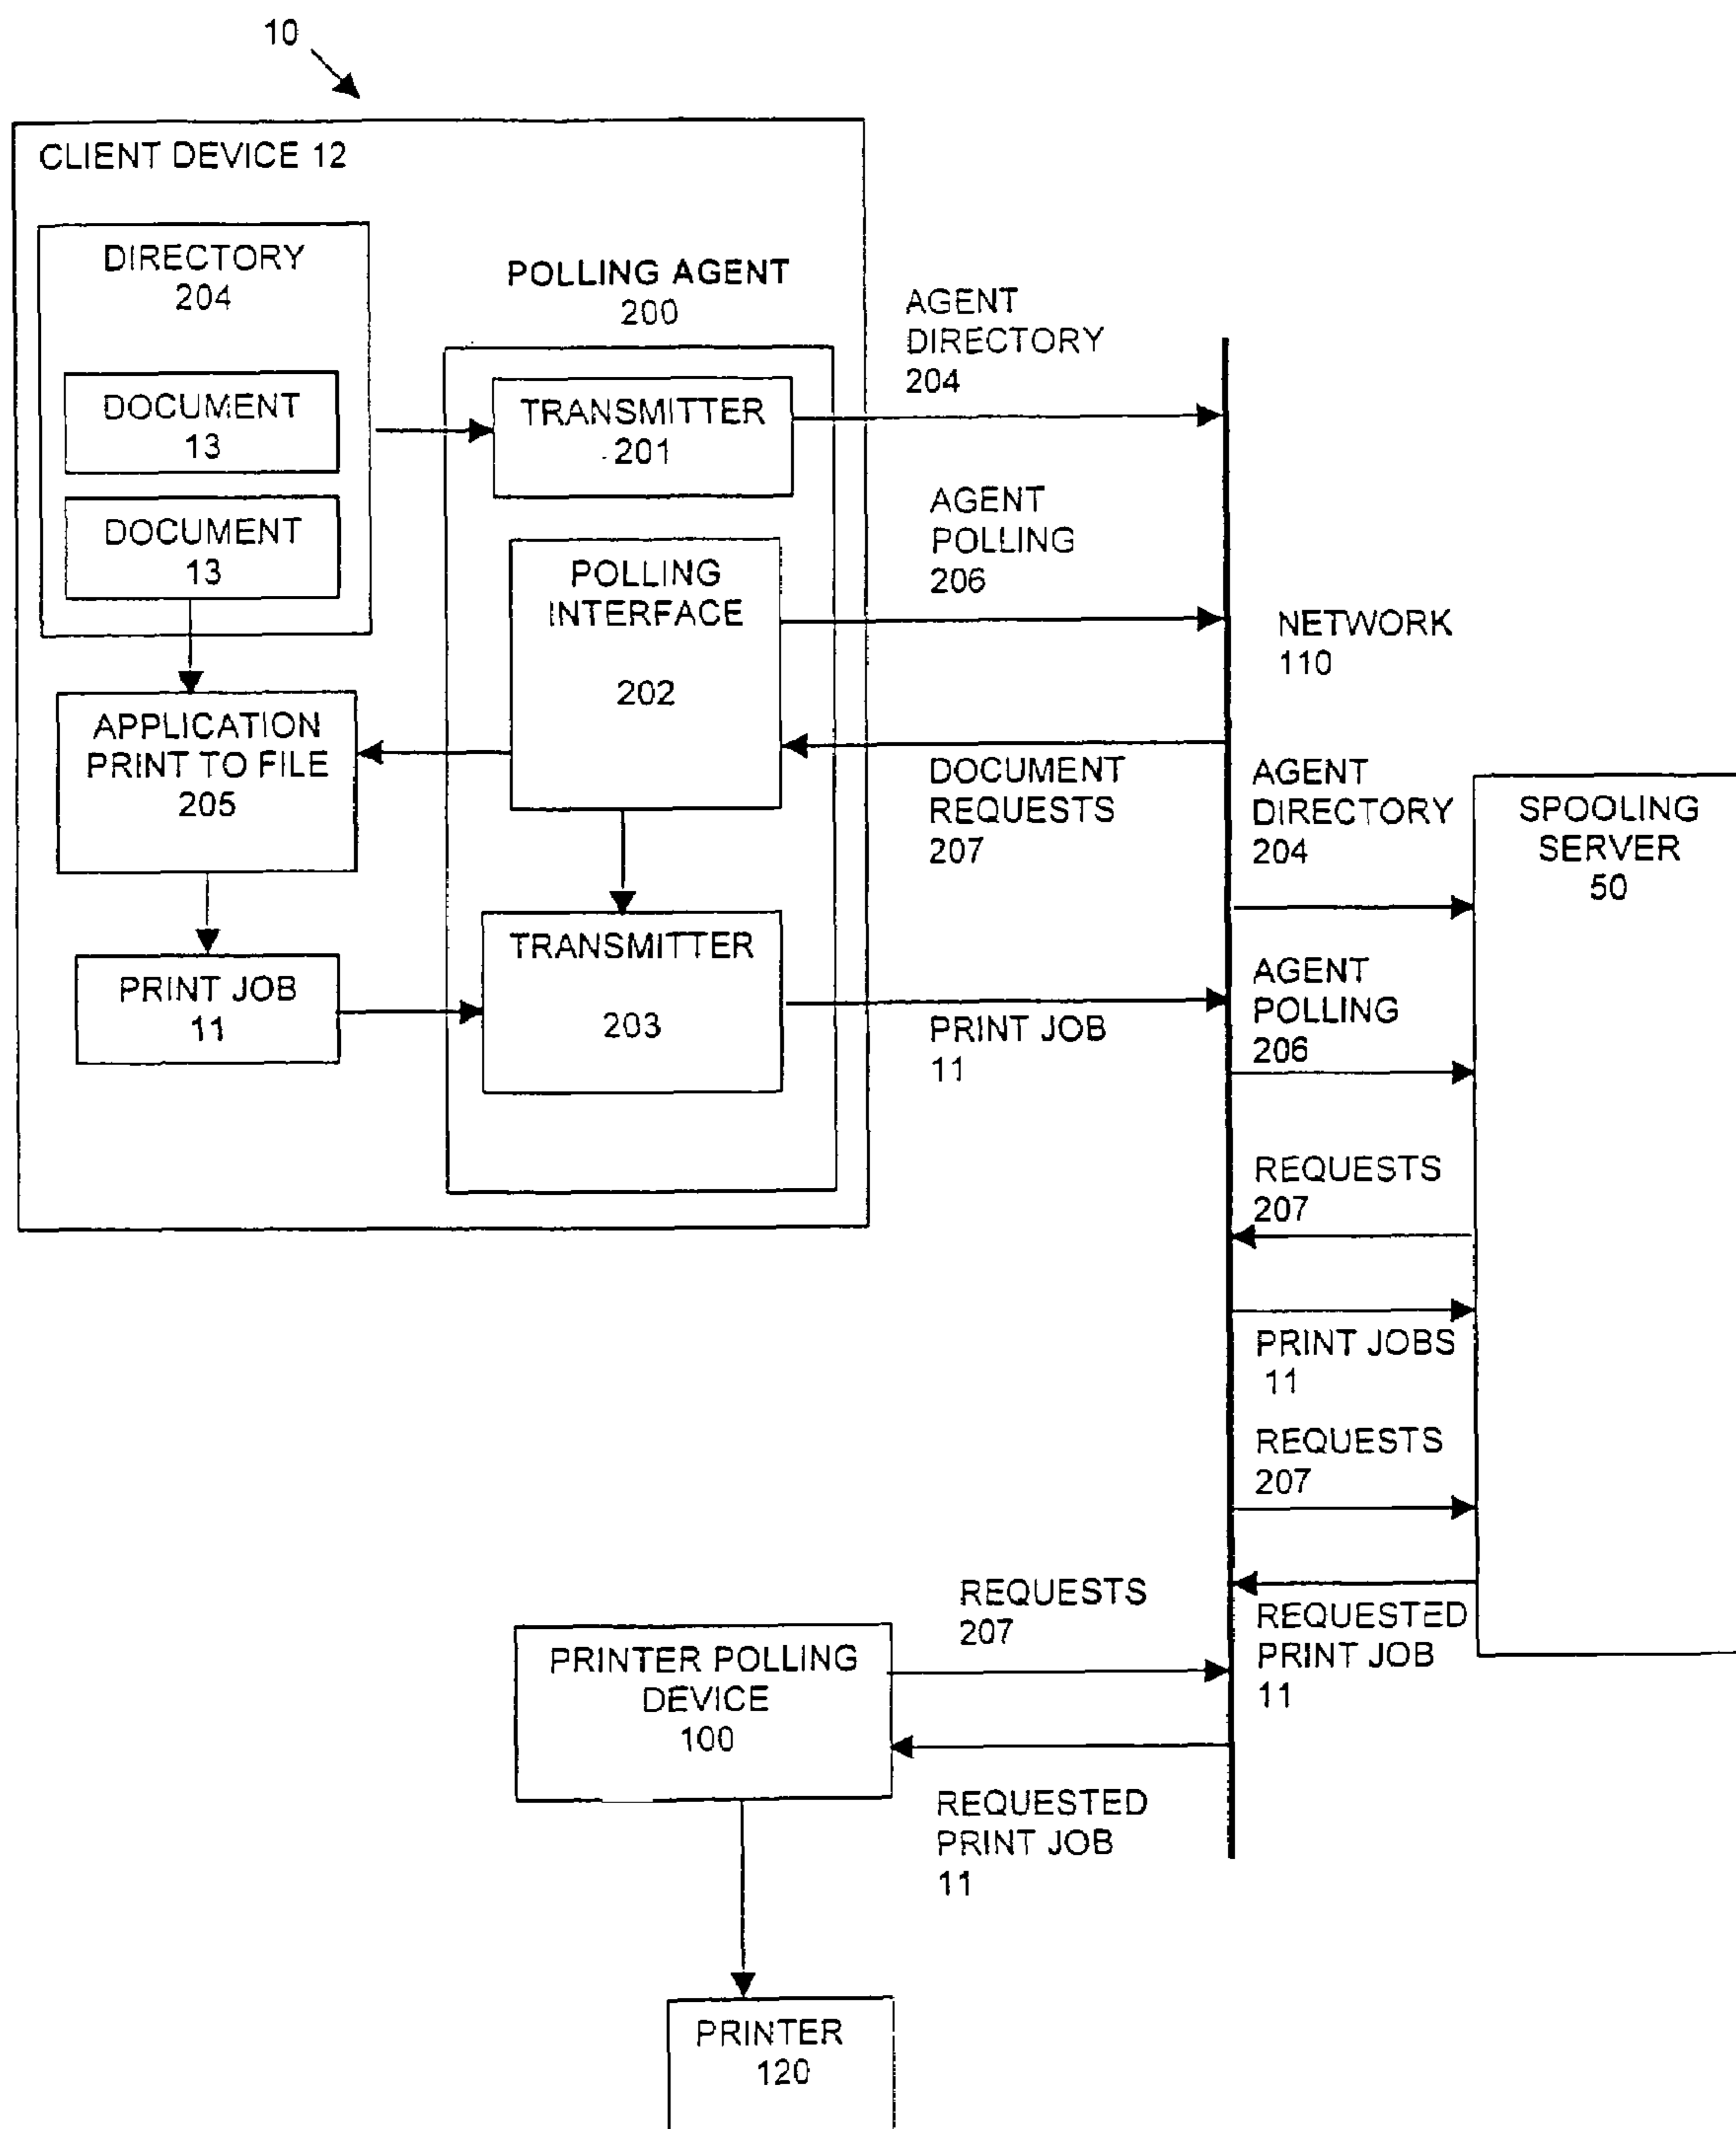 10
CLIENT DEVICE 12
DIRECTORY
204
DOCUMENT
13
DOCUMENT
13
APPLICATION
PRINT TO FILE
205
PRINT JOB
11
POLLING AGENT
200
TRANSMITTER
201
POLLING
INTERFACE
202
TRANSMITTER
203
AGENT
DIRECTORY
204
AGENT
POLLING
206
DOCUMENT
REQUESTS
207
PRINT JOB
11
NETWORK
110
AGENT
DIRECTORY
204
AGENT
POLLING
206
REQUESTS
207
PRINT JOBS
11
REQUESTS
207
REQUESTED
PRINT JOB
11
SPOOLING
SERVER
50
REQUESTS
207
PRINTER POLLING
DEVICE
100
REQUESTED
PRINT JOB
11
PRINTER
120